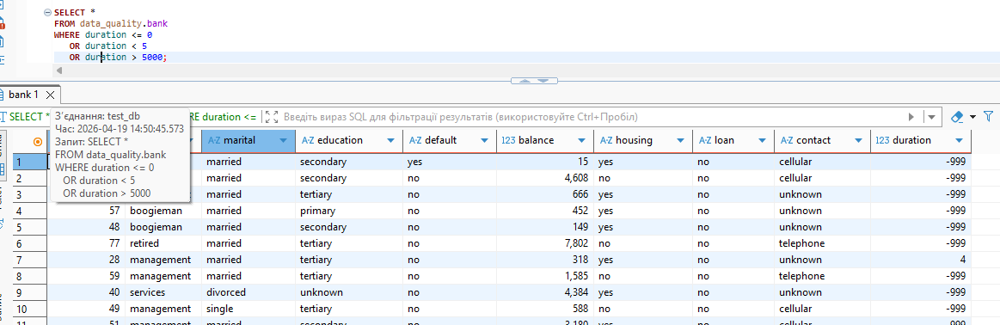 SELECT *
FROM data_quality.bank
WHERE duration <= 0
OR duration < 5
OR duration > 5000;
bank 1
SELECT * RE duration <= Введіть вираз SQL для фільтрації результатів (використовуйте Ctrl+Пробіл)
З'єднання: test_db
Час: 2026-04-19 14:50:45.573
Запит: SELECT *
FROM data_quality.bank
WHERE duration <= 0
OR duration < 5
OR duration > 5000
A-Z marital A-Z education A-Z default 123 balance A-Z housing A-Z loan A-Z contact 123 duration
1 married secondary yes 15 yes no cellular -999
2 married secondary no 4,608 no no cellular -999
3 married tertiary no 666 yes no unknown -999
4 57 boogieman married primary no 452 yes no unknown -999
5 48 boogieman married secondary no 149 yes no unknown -999
6 77 retired married tertiary no 7,802 no no telephone -999
7 28 management married tertiary no 318 yes no unknown 4
8 59 management married tertiary no 1,585 no no telephone -999
9 40 services divorced unknown no 4,384 yes no unknown -999
10 49 management single tertiary no 588 no no cellular -999
11 51 management married secondary no 3,180 no cellular -999